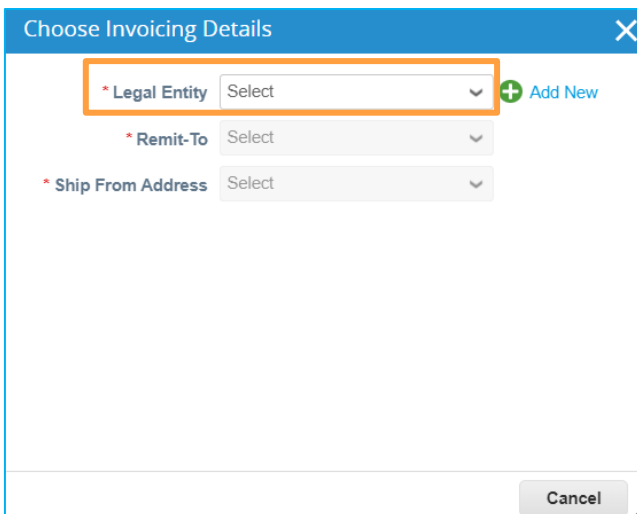 Choose Invoicing Details
* Legal Entity Select Add New
* Remit-To Select
* Ship From Address Select
Cancel